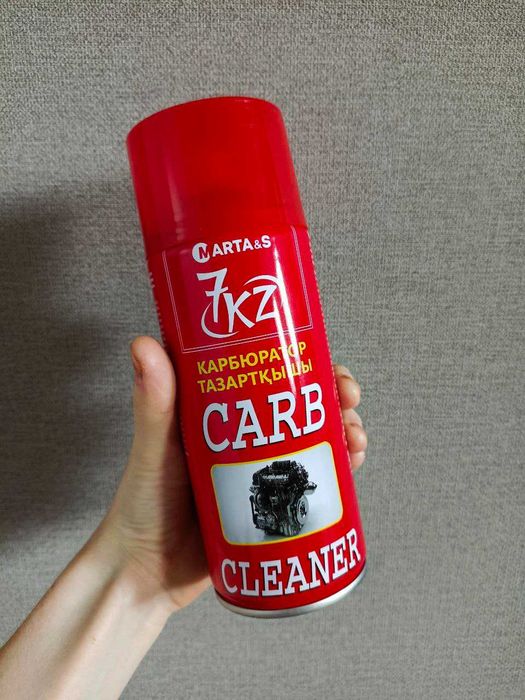 MARTA&S
7KZ
КАРБЮРАТОР
ТАЗАРТҚЫШЫ
CARB
CLEANER